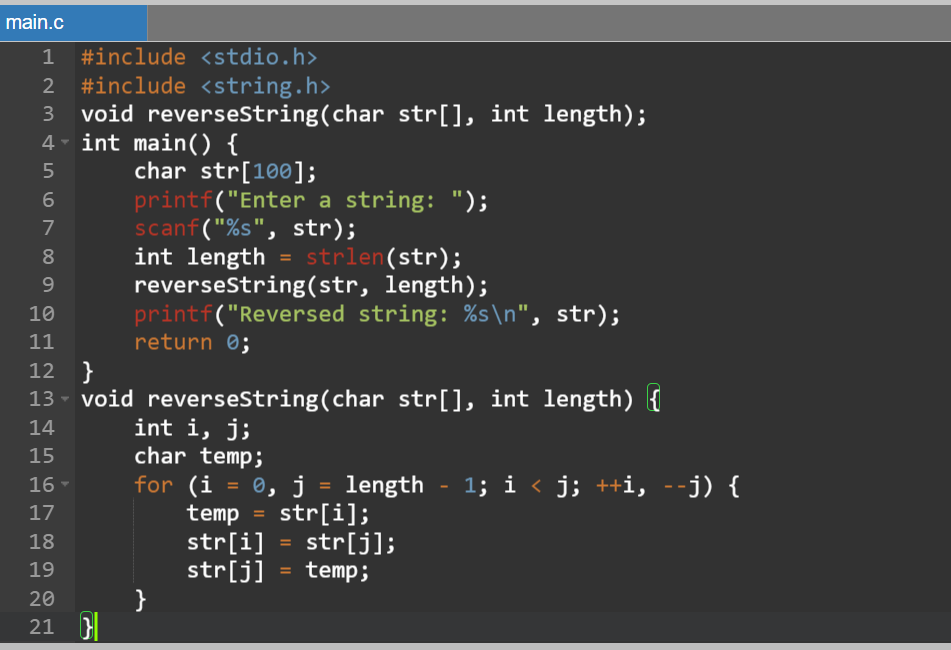 main.c
1 #include <stdio.h>
2 #include <string.h>
3 void reverseString(char str[], int length);
4 int main() {
5     char str[100];
6     printf("Enter a string: ");
7     scanf("%s", str);
8     int length = strlen(str);
9     reverseString(str, length);
10     printf("Reversed string: %s\n", str);
11     return 0;
12 }
13 void reverseString(char str[], int length) {
14     int i, j;
15     char temp;
16     for (i = 0, j = length - 1; i < j; ++i, --j) {
17         temp = str[i];
18         str[i] = str[j];
19         str[j] = temp;
20     }
21 }